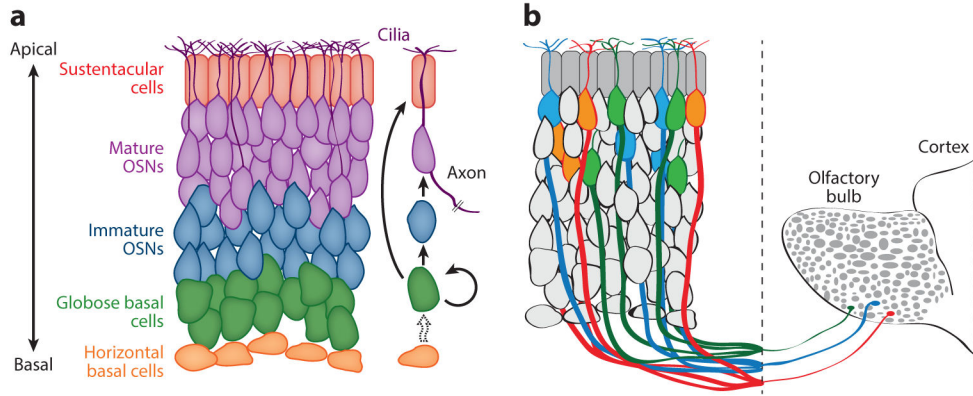 a
Apical
Basal
Sustentacular
cells
Mature
OSNs
Immature
OSNs
Globose basal
cells
Horizontal
basal cells
Cilia
Axon
b
Olfactory
bulb
Cortex